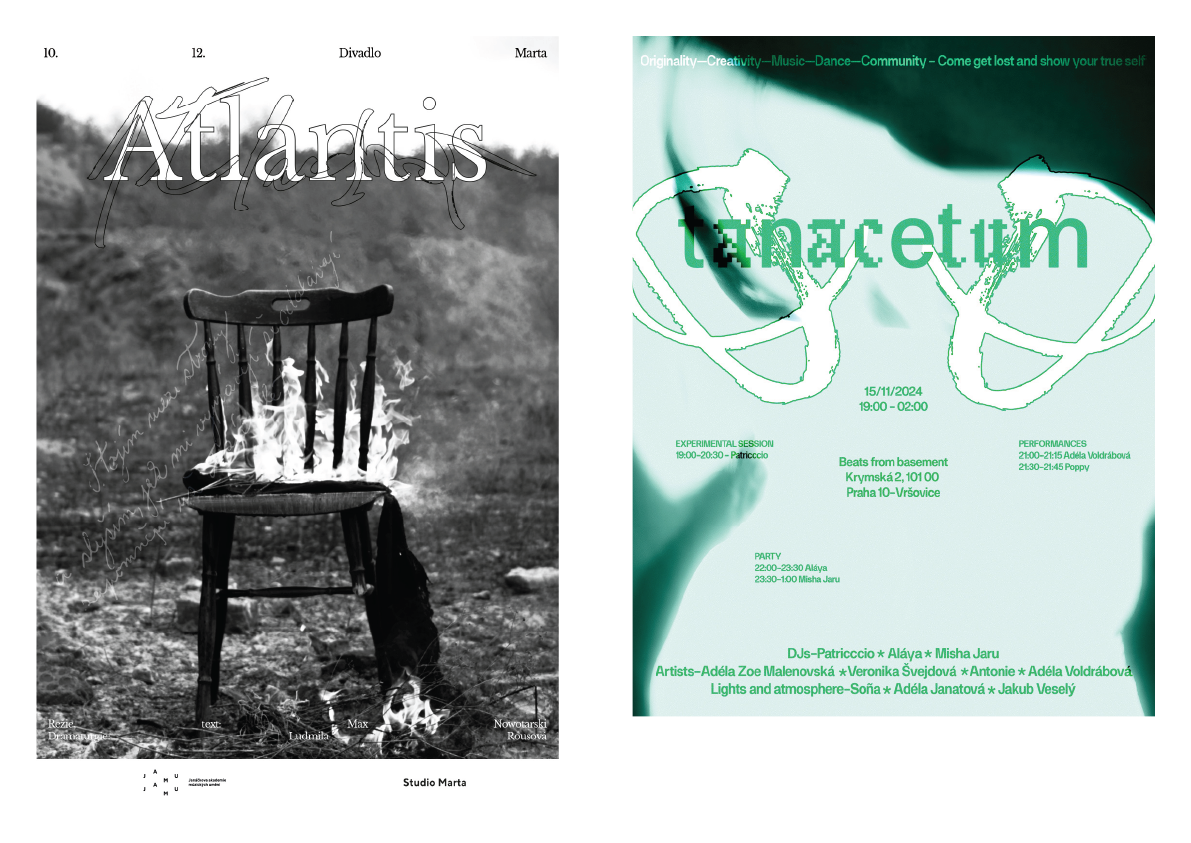 10. 12. Divadlo Marta
Atlantis
Stojím mezi stromy
Režie, text: Max Nowotarski
Dramaturgie: Ludmila Rousová
JAMU
JAMU
Janáčkova akademie
múzických umění
Studio Marta
Originality—Creativity—Music—Dance—Community – Come get lost and show your true self
tanacetum
15/11/2024
19:00 – 02:00
EXPERIMENTAL SESSION
19:00–20:30 – Patricccio
PERFORMANCES
21:00–21:15 Adéla Voldrábová
21:30–21:45 Poppy
Beats from basement
Krymská 2, 101 00
Praha 10–Vršovice
PARTY
22:00–23:30 Aláya
23:30–1:00 Misha Jaru
DJs–Patricccio ★ Aláya ★ Misha Jaru
Artists–Adéla Zoe Malenovská ★Veronika Švejdová ★Antonie ★ Adéla Voldrábová
Lights and atmosphere–Soňa ★ Adéla Janatová ★ Jakub Veselý